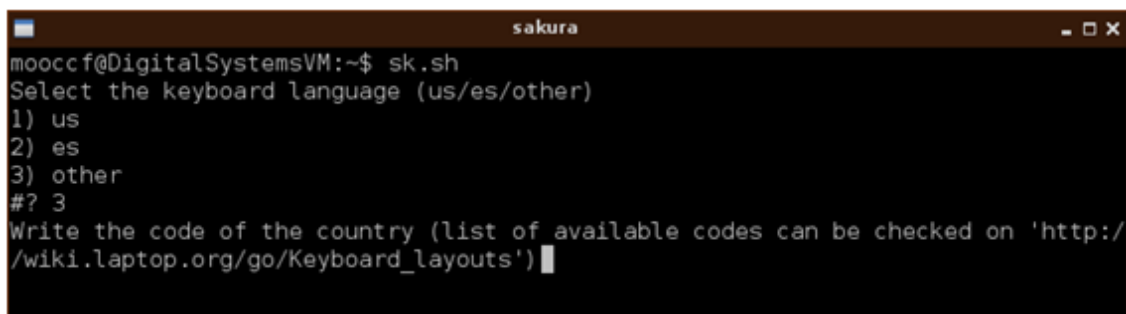 sakura
mooccf@DigitalSystemsVM:~$ sk.sh
Select the keyboard language (us/es/other)
1) us
2) es
3) other
#? 3
Write the code of the country (list of available codes can be checked on 'http:/
/wiki.laptop.org/go/Keyboard_layouts')